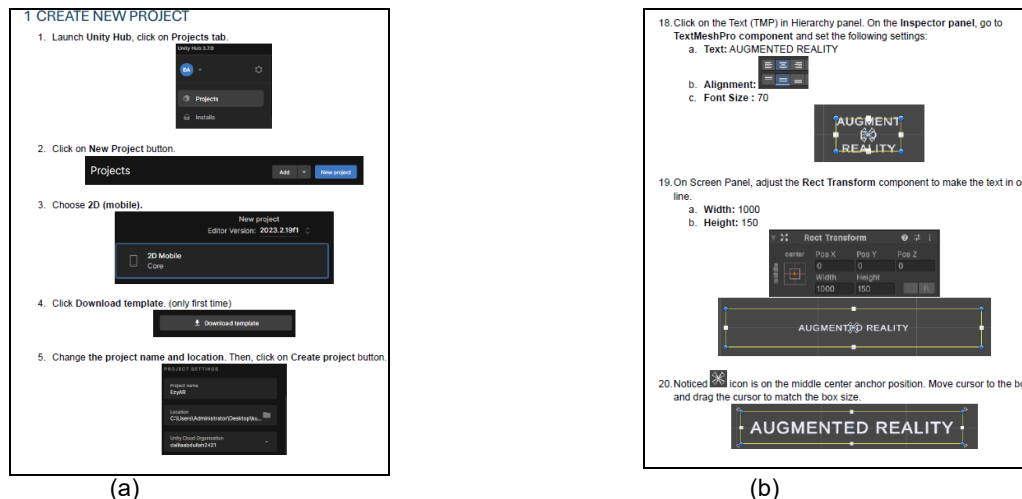 1 CREATE NEW PROJECT
1. Launch Unity Hub, click on Projects tab.
Unity Hub 3.7.0
DA
Projects
Installs
2. Click on New Project button.
Projects
Add
New project
3. Choose 2D (mobile).
New project
Editor Version: 2023.2.19f1
2D Mobile
Core
4. Click Download template. (only first time)
Download template
5. Change the project name and location. Then, click on Create project button.
PROJECT SETTINGS
Project name
EzyAR
Location
C:\Users\Administrator\Desktop\ku...
Unity Cloud Organization
dalilaabdullah2421
(a)
18. Click on the Text (TMP) in Hierarchy panel. On the Inspector panel, go to
TextMeshPro component and set the following settings:
a. Text: AUGMENTED REALITY
b. Alignment:
c. Font Size : 70
AUGMENT
REALITY
19. On Screen Panel, adjust the Rect Transform component to make the text in o
line.
a. Width: 1000
b. Height: 150
Rect Transform
center
Pos X
Pos Y
Pos Z
middle
0
0
0
Width
Height
1000
150
R
AUGMENTED REALITY
20. Noticed icon is on the middle center anchor position. Move cursor to the bo
and drag the cursor to match the box size.
AUGMENTED REALITY
(b)